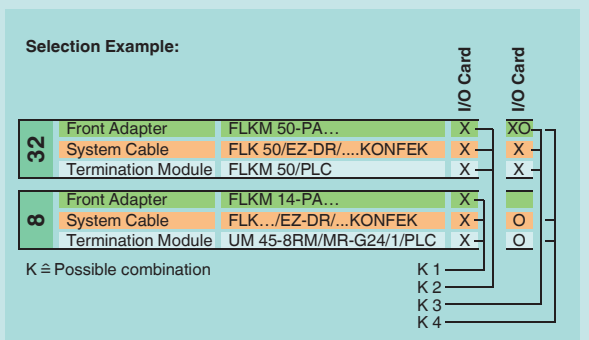 Selection Example:
I/O Card
I/O Card
32
Front Adapter FLKM 50-PA… X XO
System Cable FLK 50/EZ-DR/....KONFEK X X
Termination Module FLKM 50/PLC X X
8
Front Adapter FLKM 14-PA… X
System Cable FLK…/EZ-DR/...KONFEK X O
Termination Module UM 45-8RM/MR-G24/1/PLC X O
K ≙ Possible combination
K 1
K 2
K 3
K 4